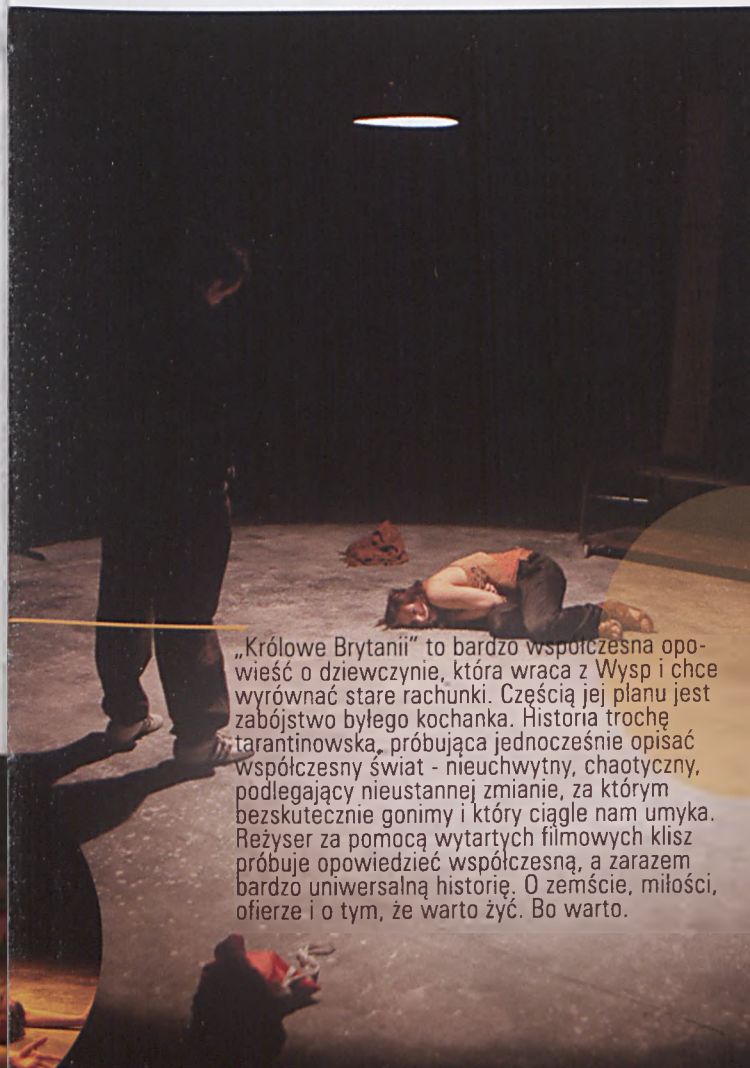 „Królowe Brytanii” to bardzo współczesna opo-
wieść o dziewczynie, która wraca z Wysp i chce
wyrównać stare rachunki. Częścią jej planu jest
zabójstwo byłego kochanka. Historia trochę
tarantinowska, próbująca jednocześnie opisać
współczesny świat - nieuchwytny, chaotyczny,
podlegający nieustannej zmianie, za którym
bezskutecznie gonimy i który ciągle nam umyka.
Reżyser za pomocą wytartych filmowych klisz
próbuje opowiedzieć współczesną, a zarazem
bardzo uniwersalną historię. O zemście, miłości,
ofierze i o tym, że warto żyć. Bo warto.